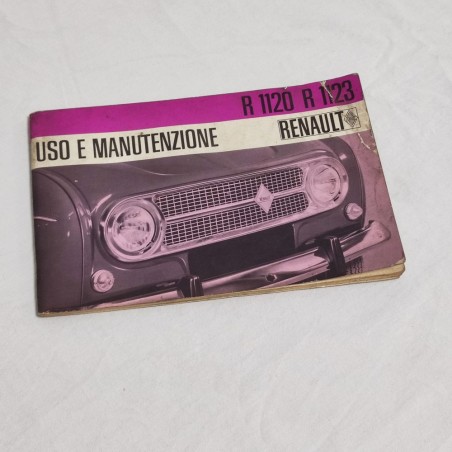 R 1120 R 1123
USO E MANUTENZIONE
RENAULT